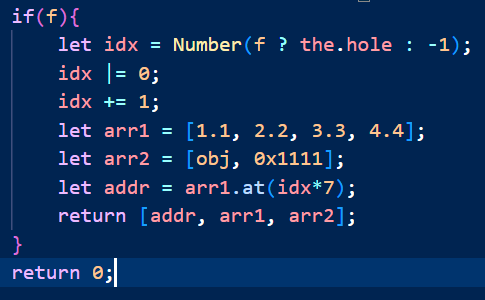 if(f){
    let idx = Number(f ? the.hole : -1);
    idx |= 0;
    idx += 1;
    let arr1 = [1.1, 2.2, 3.3, 4.4];
    let arr2 = [obj, 0x1111];
    let addr = arr1.at(idx*7);
    return [addr, arr1, arr2];
}
return 0;